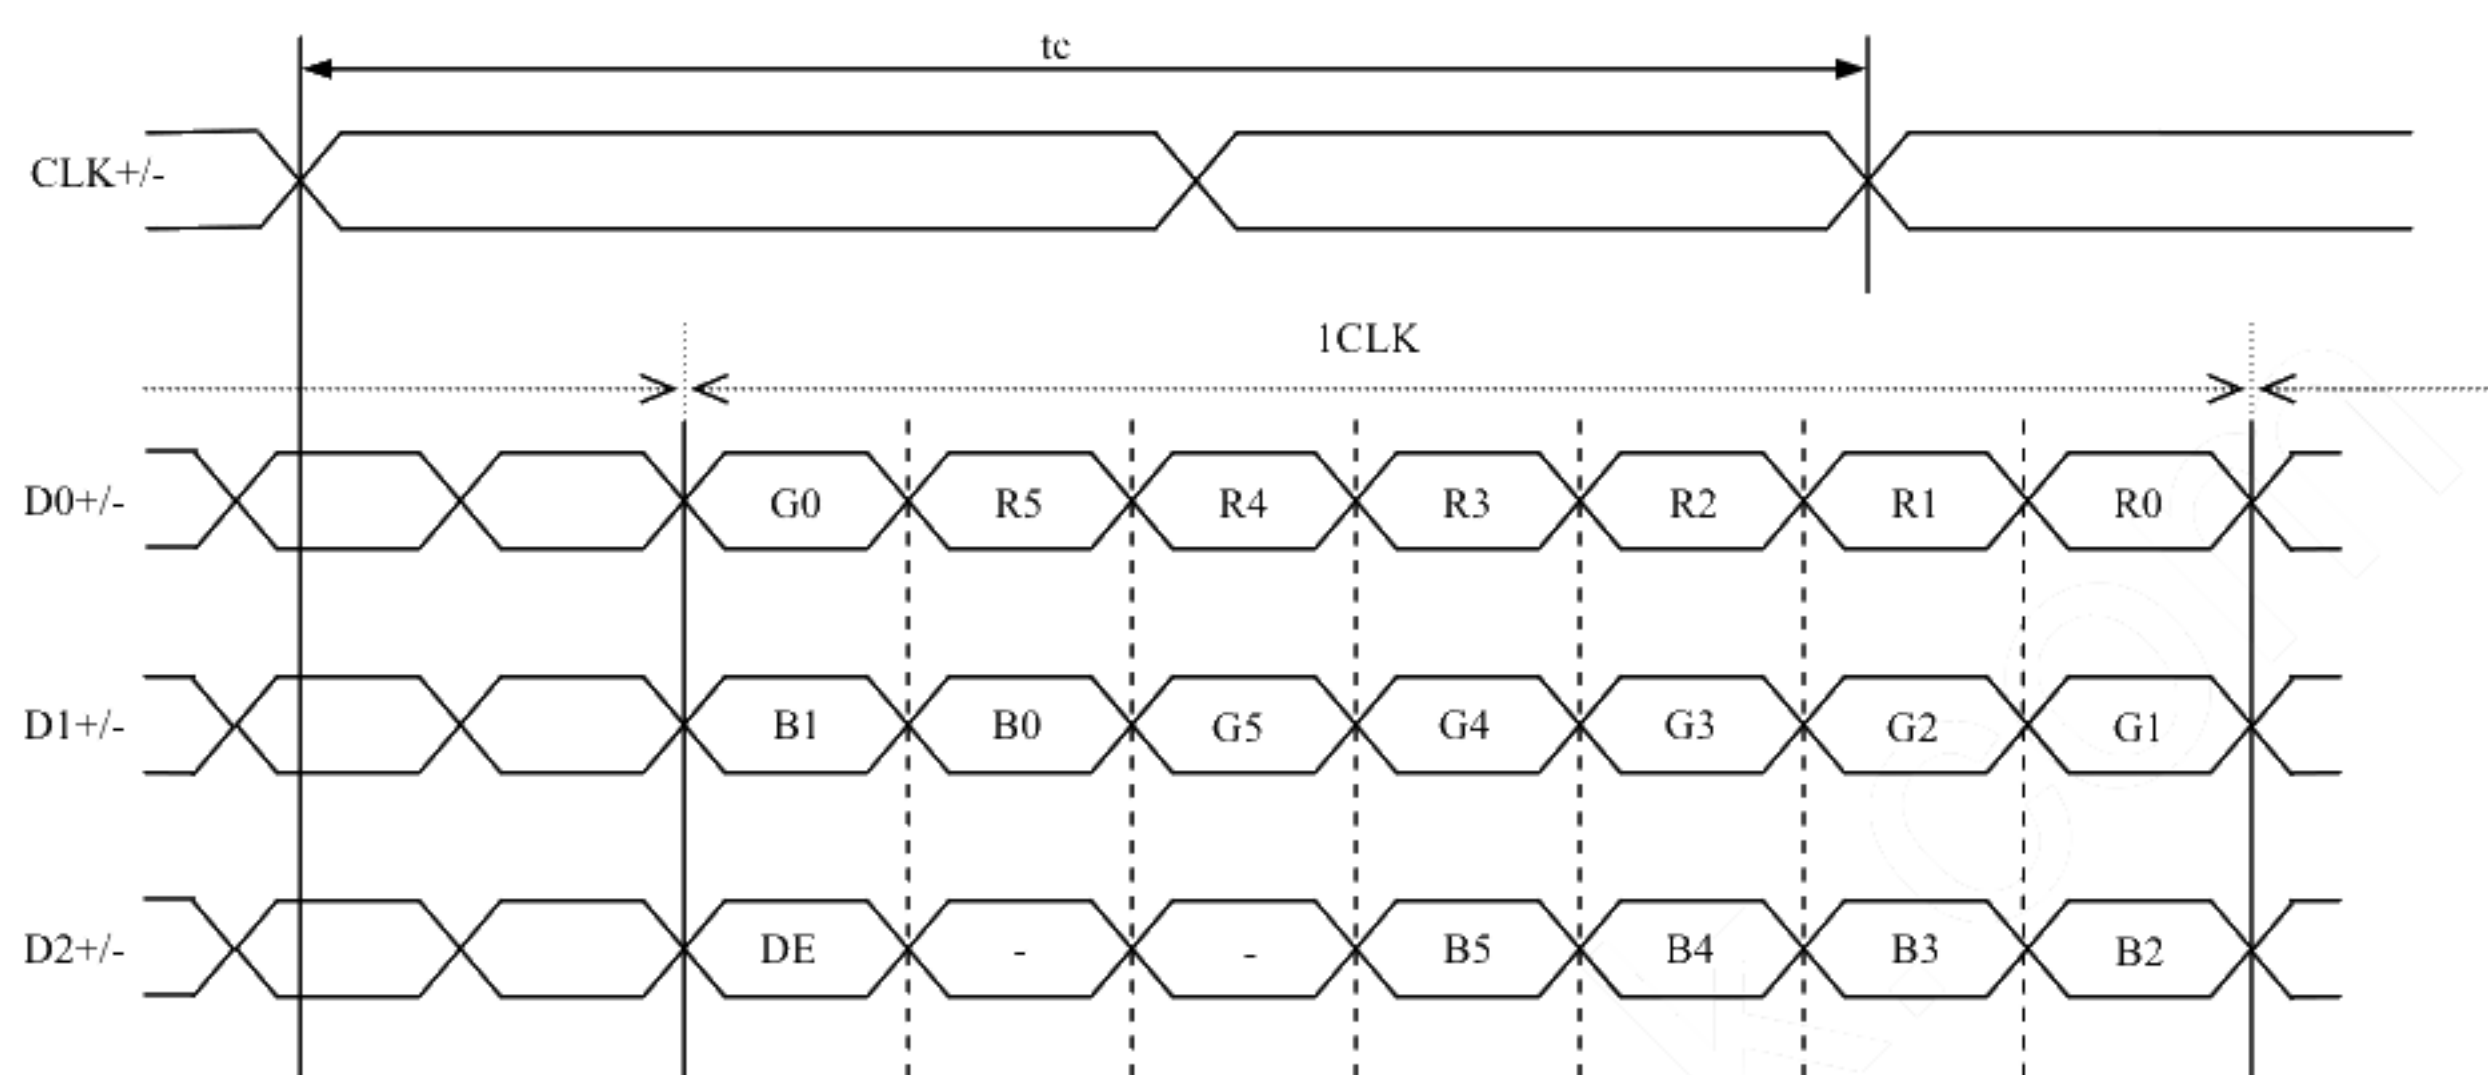 tc
CLK+/-
1CLK
D0+/- G0 R5 R4 R3 R2 R1 R0
D1+/- B1 B0 G5 G4 G3 G2 G1
D2+/- DE - - B5 B4 B3 B2